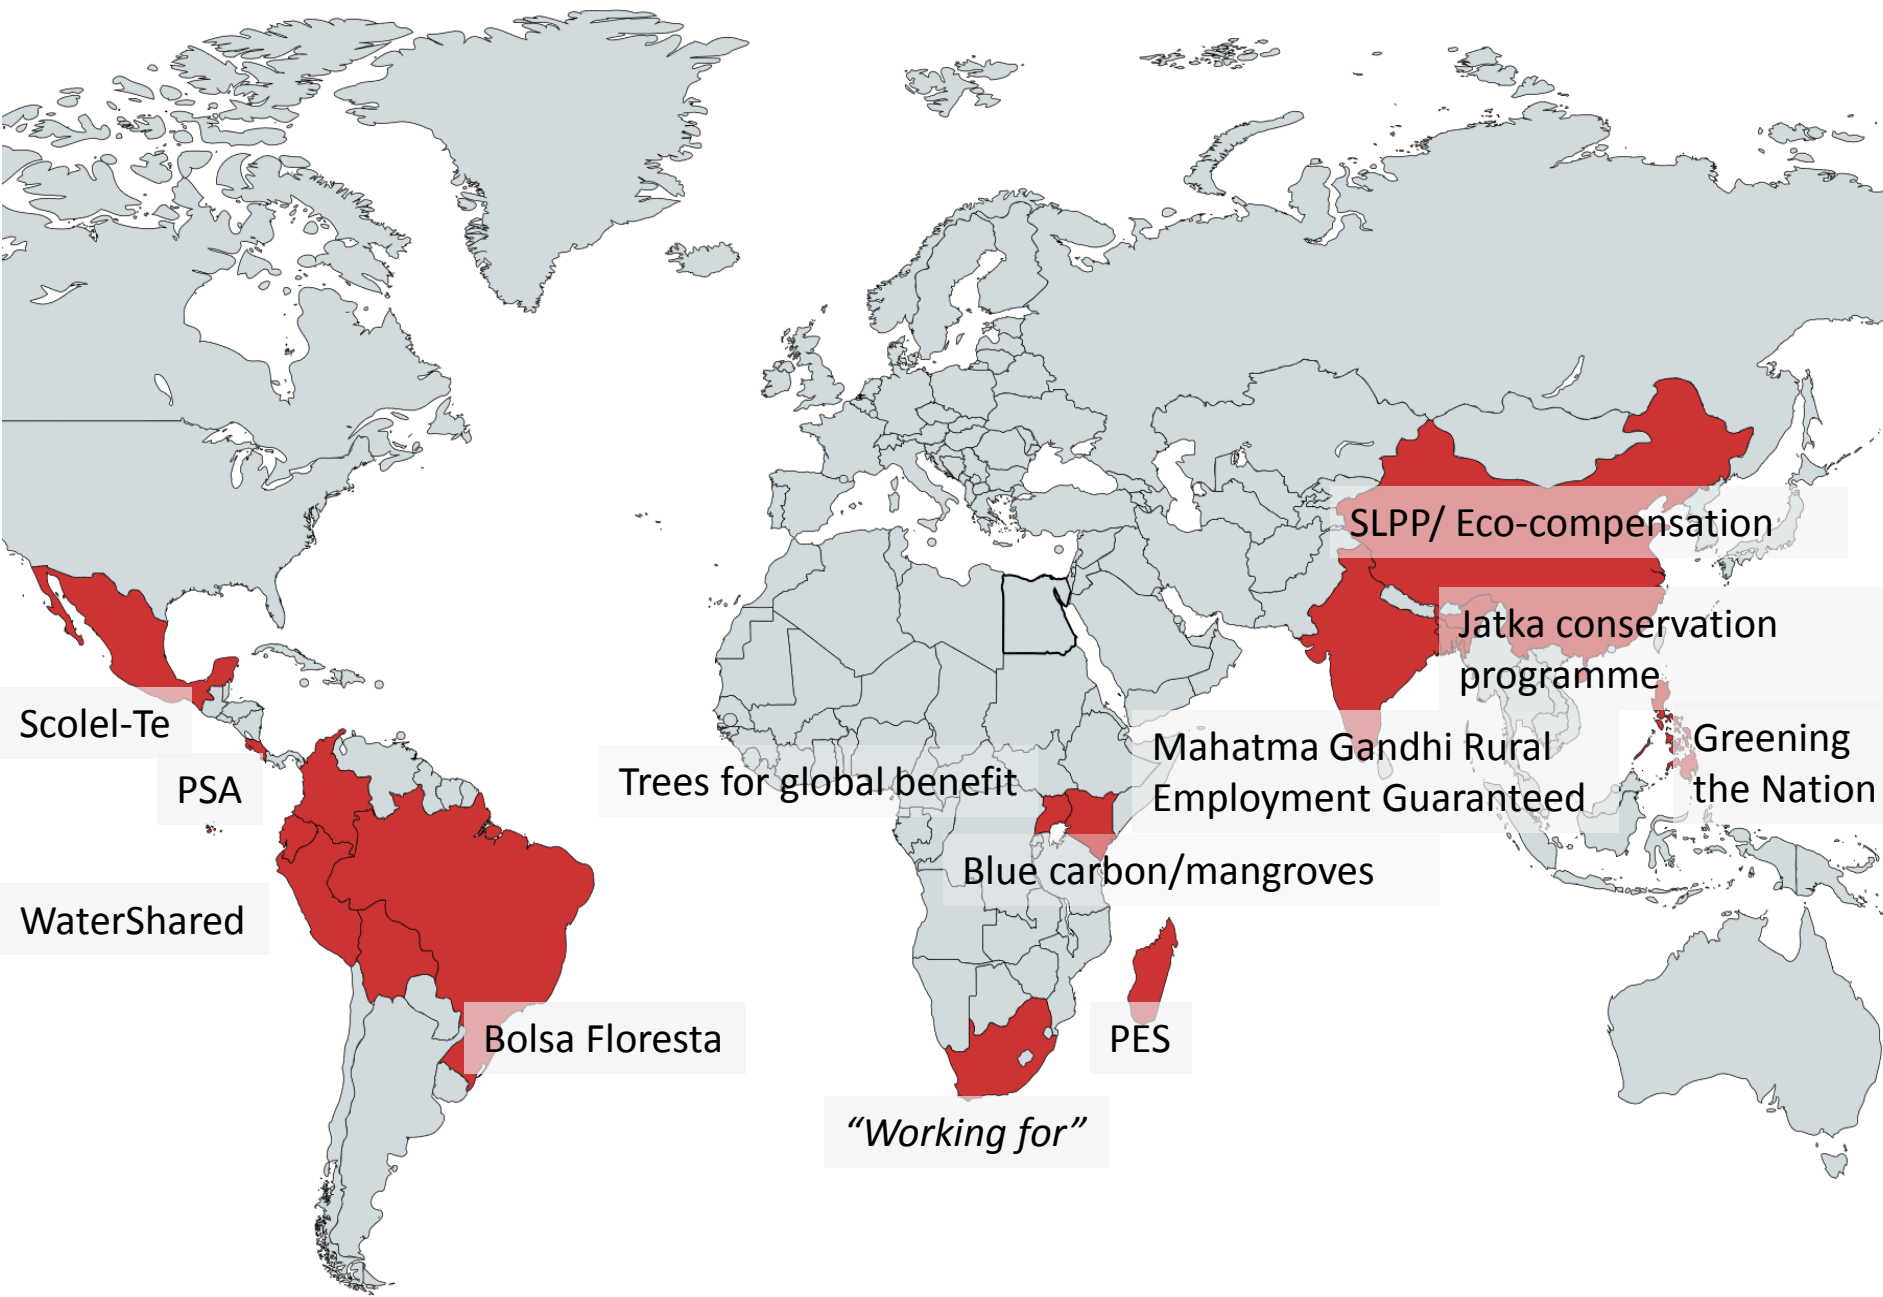 SLPP/ Eco-compensation
Jatka conservation
programme
Scolel-Te
PSA
Trees for global benefit
Mahatma Gandhi Rural
Employment Guaranteed
Greening
the Nation
Blue carbon/mangroves
WaterShared
Bolsa Floresta
PES
“Working for”